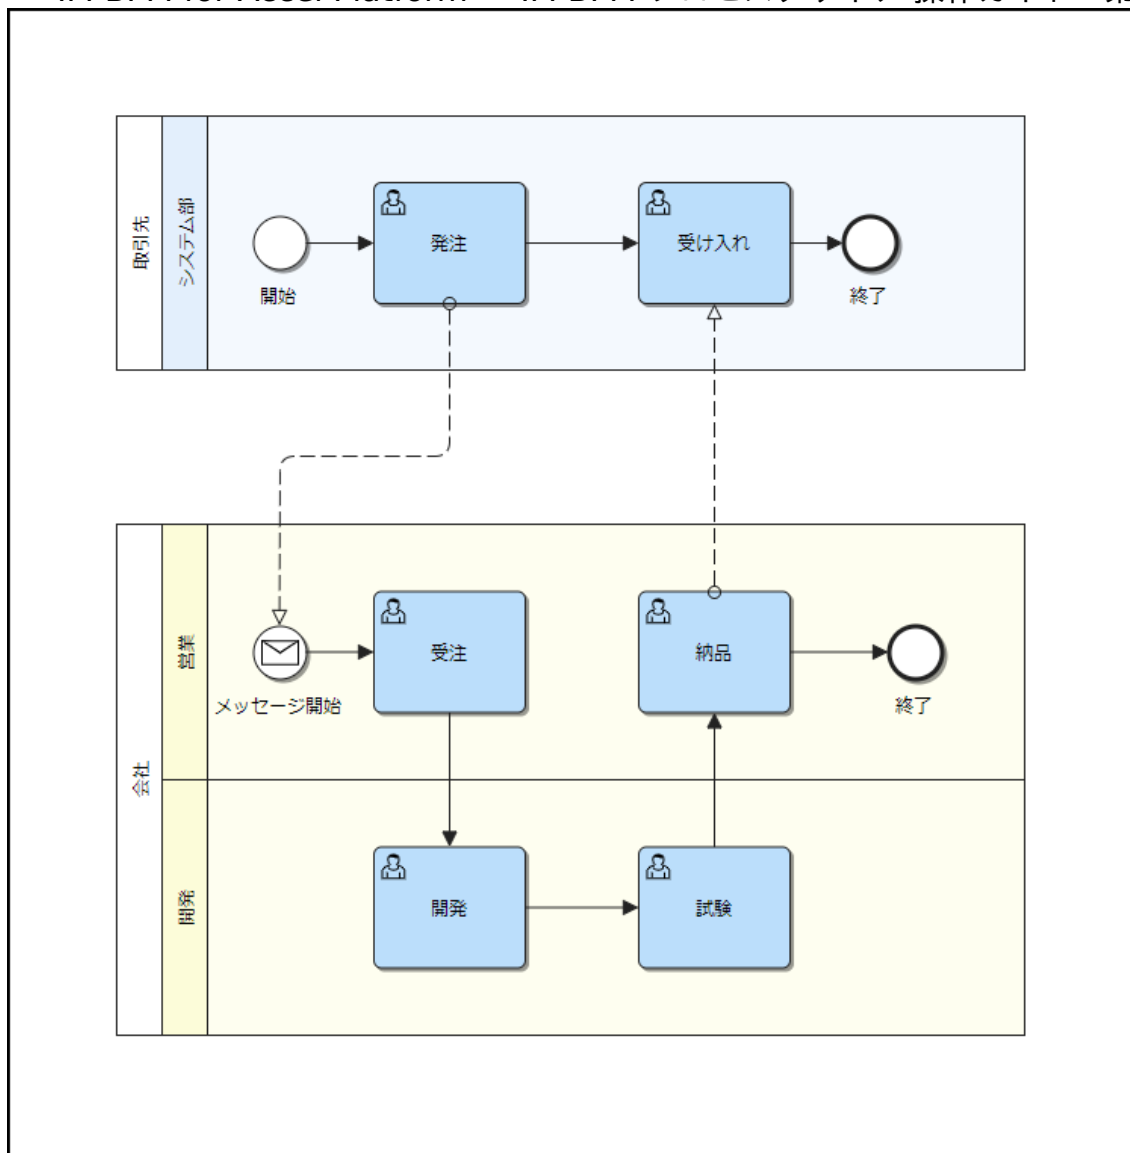 取引先
システム部
開始
発注
受け入れ
終了
会社
営業
メッセージ開始
受注
納品
終了
開発
開発
試験